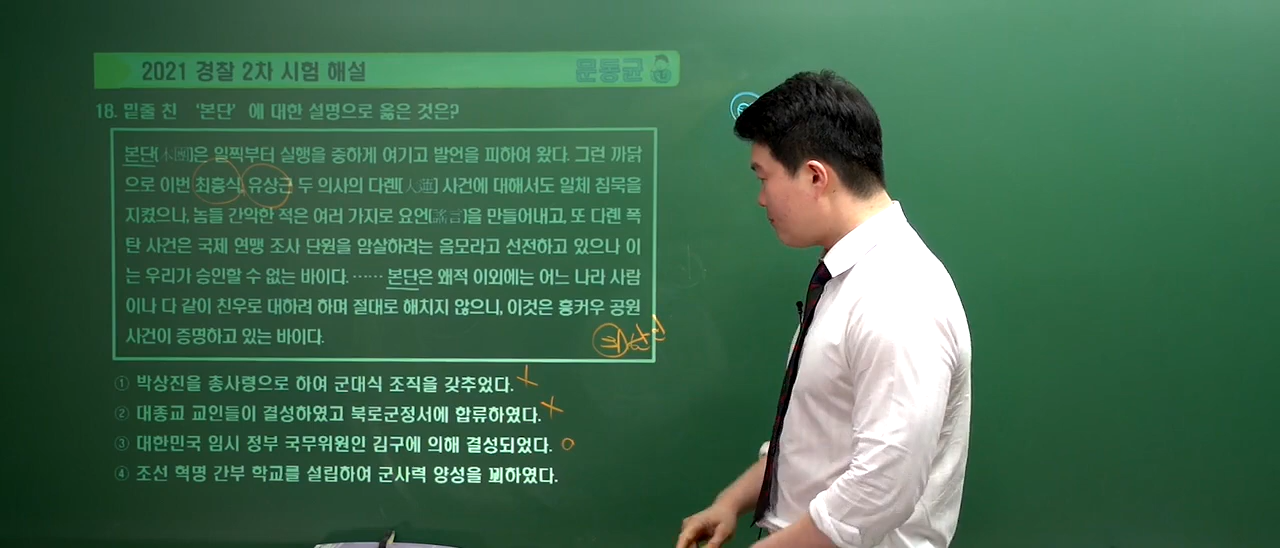 2021 경찰 2차 시험 해설
문동균
18. 밑줄 친 '본단' 에 대한 설명으로 옳은 것은?
본단(本團)은 일찍부터 실행을 중하게 여기고 발언을 피하여 왔다. 그런 까닭
으로 이번 최흥식, 유상근 두 의사의 다롄[大蓮] 사건에 대해서도 일체 침묵을
지켰으나, 놈들 간악한 적은 여러 가지로 요언(謠言)을 만들어내고, 또 다롄 폭
탄 사건은 국제 연맹 조사 단원을 암살하려는 음모라고 선전하고 있으나 이
는 우리가 승인할 수 없는 바이다. …… 본단은 왜적 이외에는 어느 나라 사람
이나 다 같이 친우로 대하려 하며 절대로 해치지 않으니, 이것은 훙커우 공원
사건이 증명하고 있는 바이다.
① 박상진을 총사령으로 하여 군대식 조직을 갖추었다.
② 대종교 교인들이 결성하였고 북로군정서에 합류하였다.
③ 대한민국 임시 정부 국무위원인 김구에 의해 결성되었다.
④ 조선 혁명 간부 학교를 설립하여 군사력 양성을 꾀하였다.